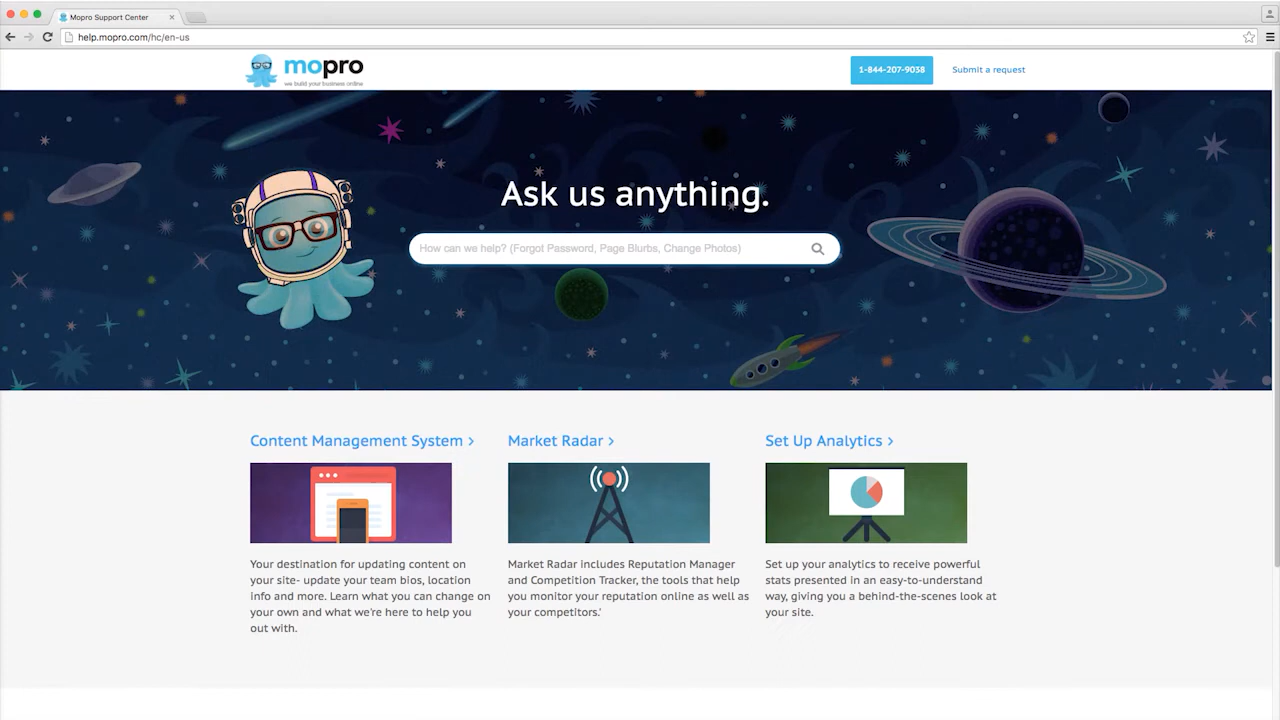 Mopro Support Center
help.mopro.com/hc/en-us
mopro
we build your business online
1-844-207-9038
Submit a request
Ask us anything.
How can we help? (Forgot Password, Page Blurbs, Change Photos)
Content Management System >
Market Radar >
Set Up Analytics >
Your destination for updating content on
your site- update your team bios, location
info and more. Learn what you can change on
your own and what we're here to help you
out with.
Market Radar includes Reputation Manager
and Competition Tracker, the tools that help
you monitor your reputation online as well as
your competitors.'
Set up your analytics to receive powerful
stats presented in an easy-to-understand
way, giving you a behind-the-scenes look at
your site.